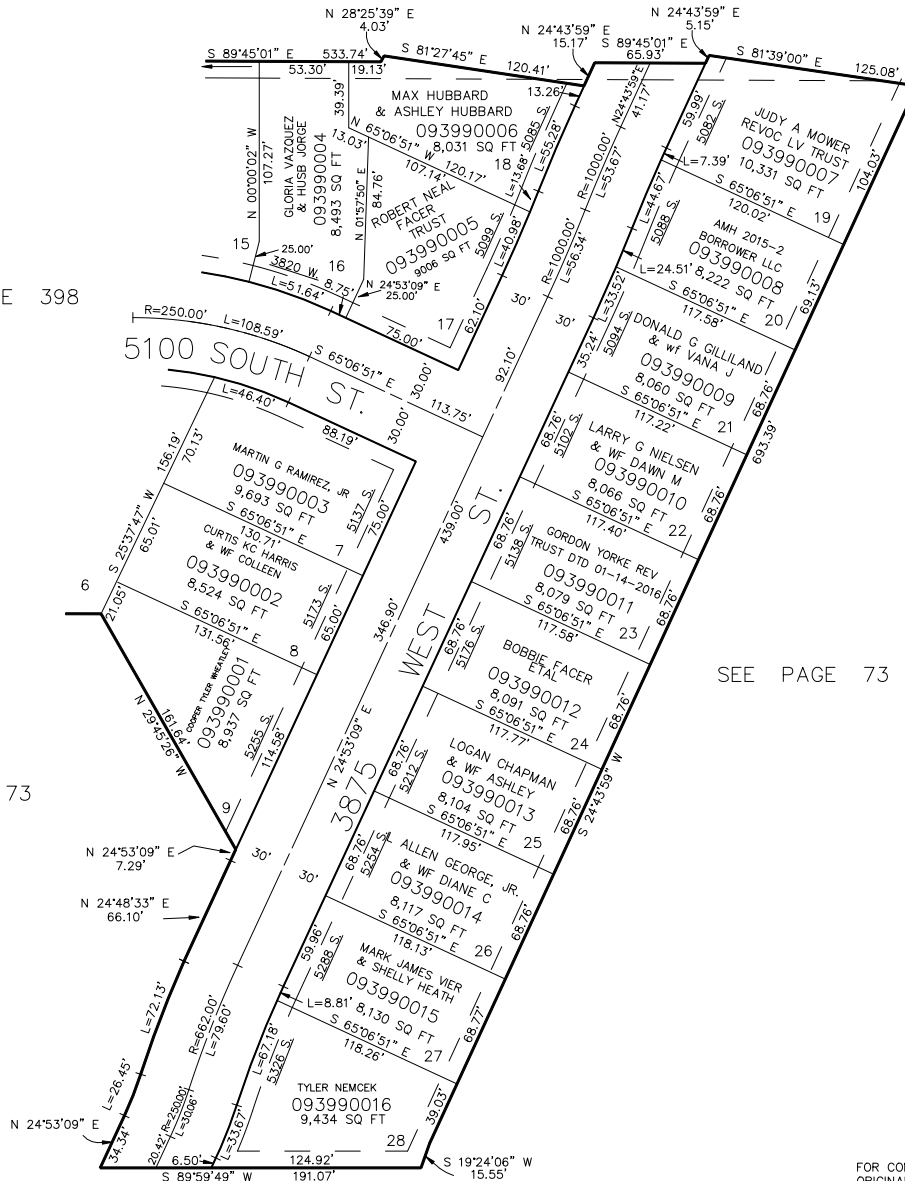 N 28°25'39" E
4.03'
N 24°43'59" E
15.17'
N 24°43'59" E
5.15'
S 89°45'01" E
533.74'
S 81°27'45" E
120.41'
S 89°45'01" E
65.93'
S 81°39'00" E
125.08'
53.30'
19.13'
13.26'
39.39'
N 00°00'02" W
107.27'
GLORIA VAZQUEZ
& HUSB JORGE
093990004
8,493 SQ FT
15
25.00'
MAX HUBBARD
& ASHLEY HUBBARD
093990006
8,031 SQ FT
18
5085 S.
L=55.28'
N 65°06'51" W
120.17'
13.03'
107.14'
L=13.68'
N 01°57'50" E
84.76'
ROBERT NEAL
FACER
TRUST
093990005
9006 SQ FT
5099 S.
L=40.98'
16
3820 W.
8.75'
L=51.64'
N 24°53'09" E
25.00'
17
62.10'
75.00'
N24°43'59"E
41.17'
R=1000.00'
L=53.67'
R=1000.00'
L=56.34'
30'
30'
92.10'
59.99'
5082 S.
L=7.39'
JUDY A MOWER
REVOC LV TRUST
093990007
10,331 SQ FT
S 65°06'51" E
120.02'
19
104.03'
L=44.67'
5088 S.
L=24.51'
AMH 2015-2
BORROWER LLC
093990008
8,222 SQ FT
S 65°06'51" E
117.58'
20
69.13'
L=33.52'
35.24'
5094 S.
DONALD G GILLILAND
& wf VANA J
093990009
8,060 SQ FT
S 65°06'51" E
117.22'
21
68.76'
693.39'
E 398
R=250.00'
L=108.59'
S 65°06'51" E
113.75'
5100 SOUTH ST.
30.00'
30.00'
L=46.40'
88.19'
68.76'
5102 S.
LARRY G NIELSEN
& WF DAWN M
093990010
8,066 SQ FT
S 65°06'51" E
117.40'
22
68.76'
156.19'
70.13'
MARTIN G RAMIREZ, JR
093990003
9,693 SQ FT
S 65°06'51" E
130.71'
7
5137 S.
75.00'
439.00'
68.76'
5138 S.
GORDON YORKE REV
TRUST DTD 01-14-2016
093990011
8,079 SQ FT
S 65°06'51" E
117.58'
23
68.76'
S 25°37'47" W
65.01'
CURTIS KC HARRIS
& WF COLLEEN
093990002
8,524 SQ FT
S 65°06'51" E
131.56'
8
5173 S.
65.00'
346.90'
68.76'
5176 S.
BOBBIE FACER
ETAL
093990012
8,091 SQ FT
S 65°06'51" E
117.77'
24
68.76'
SEE PAGE 73
6
21.05'
COOPER TYLER WHEATLEY
093990001
8,937 SQ FT
161.64'
N 29°45'26" W
5255 S.
114.58'
9
N 24°53'09" E
3875 WEST ST.
68.76'
5212 S.
LOGAN CHAPMAN
& WF ASHLEY
093990013
8,104 SQ FT
S 65°06'51" E
117.95'
25
68.76'
S 24°43'59" W
73
N 24°53'09" E
7.29'
30'
30'
N 24°48'33" E
66.10'
68.76'
5254 S.
ALLEN GEORGE, JR.
& WF DIANE C
093990014
8,117 SQ FT
S 65°06'51" E
118.13'
26
68.76'
59.96'
5288 S.
L=8.81'
MARK JAMES VIER
& SHELLY HEATH
093990015
8,130 SQ FT
S 65°06'51" E
118.26'
27
68.77'
L=72.13'
R=662.00'
L=79.60'
L=67.18'
5326 S.
TYLER NEMCEK
093990016
9,434 SQ FT
28
39.03'
L=26.45'
R=250.00'
L=30.06'
L=33.67'
N 24°53'09" E
34.34'
20.42'
6.50'
124.92'
S 89°59'49" W
191.07'
S 19°24'06" W
15.55'